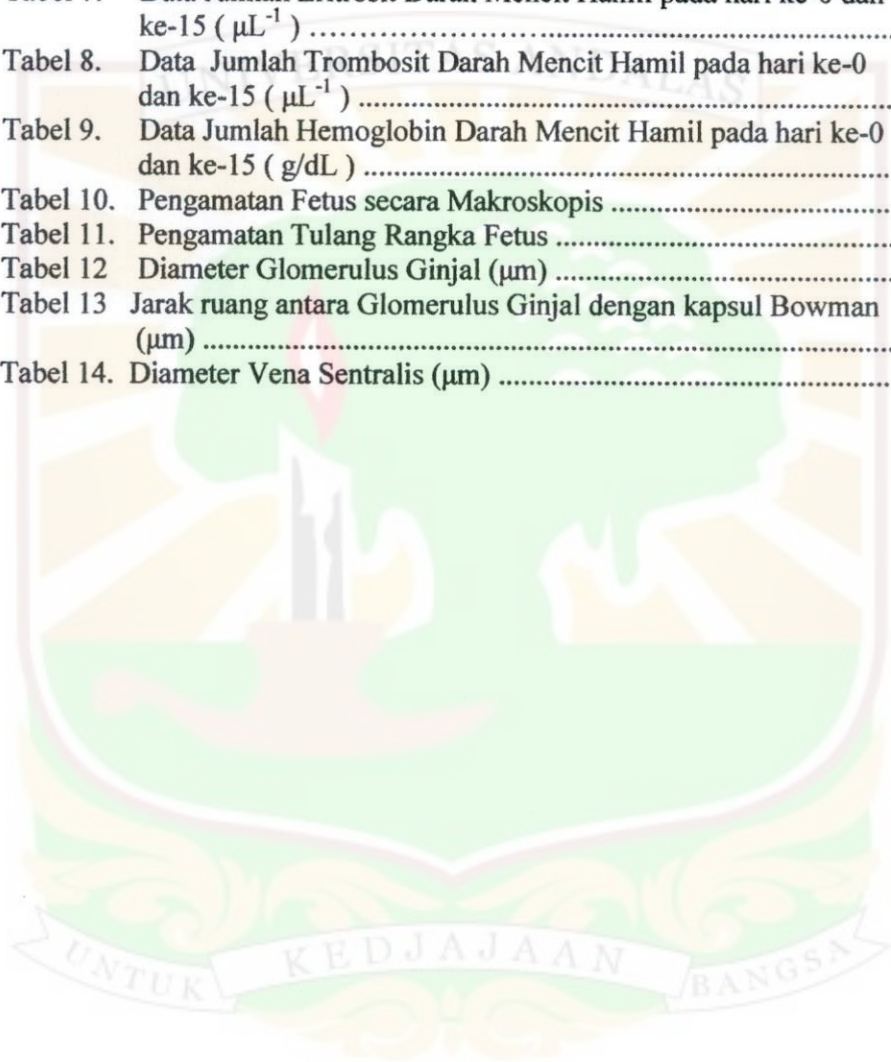 ke-15 ( µL⁻¹ ) ..........................................................................
Tabel 8. Data Jumlah Trombosit Darah Mencit Hamil pada hari ke-0
dan ke-15 ( µL⁻¹ ) ......................................................................
Tabel 9. Data Jumlah Hemoglobin Darah Mencit Hamil pada hari ke-0
dan ke-15 ( g/dL ) ......................................................................
Tabel 10. Pengamatan Fetus secara Makroskopis .....................................
Tabel 11. Pengamatan Tulang Rangka Fetus ............................................
Tabel 12 Diameter Glomerulus Ginjal (µm) ............................................
Tabel 13 Jarak ruang antara Glomerulus Ginjal dengan kapsul Bowman
(µm) ...........................................................................................
Tabel 14. Diameter Vena Sentralis (µm) ....................................................
UNIVERSITAS ANDALAS
UNTUK KEDJAJAAN BANGSA